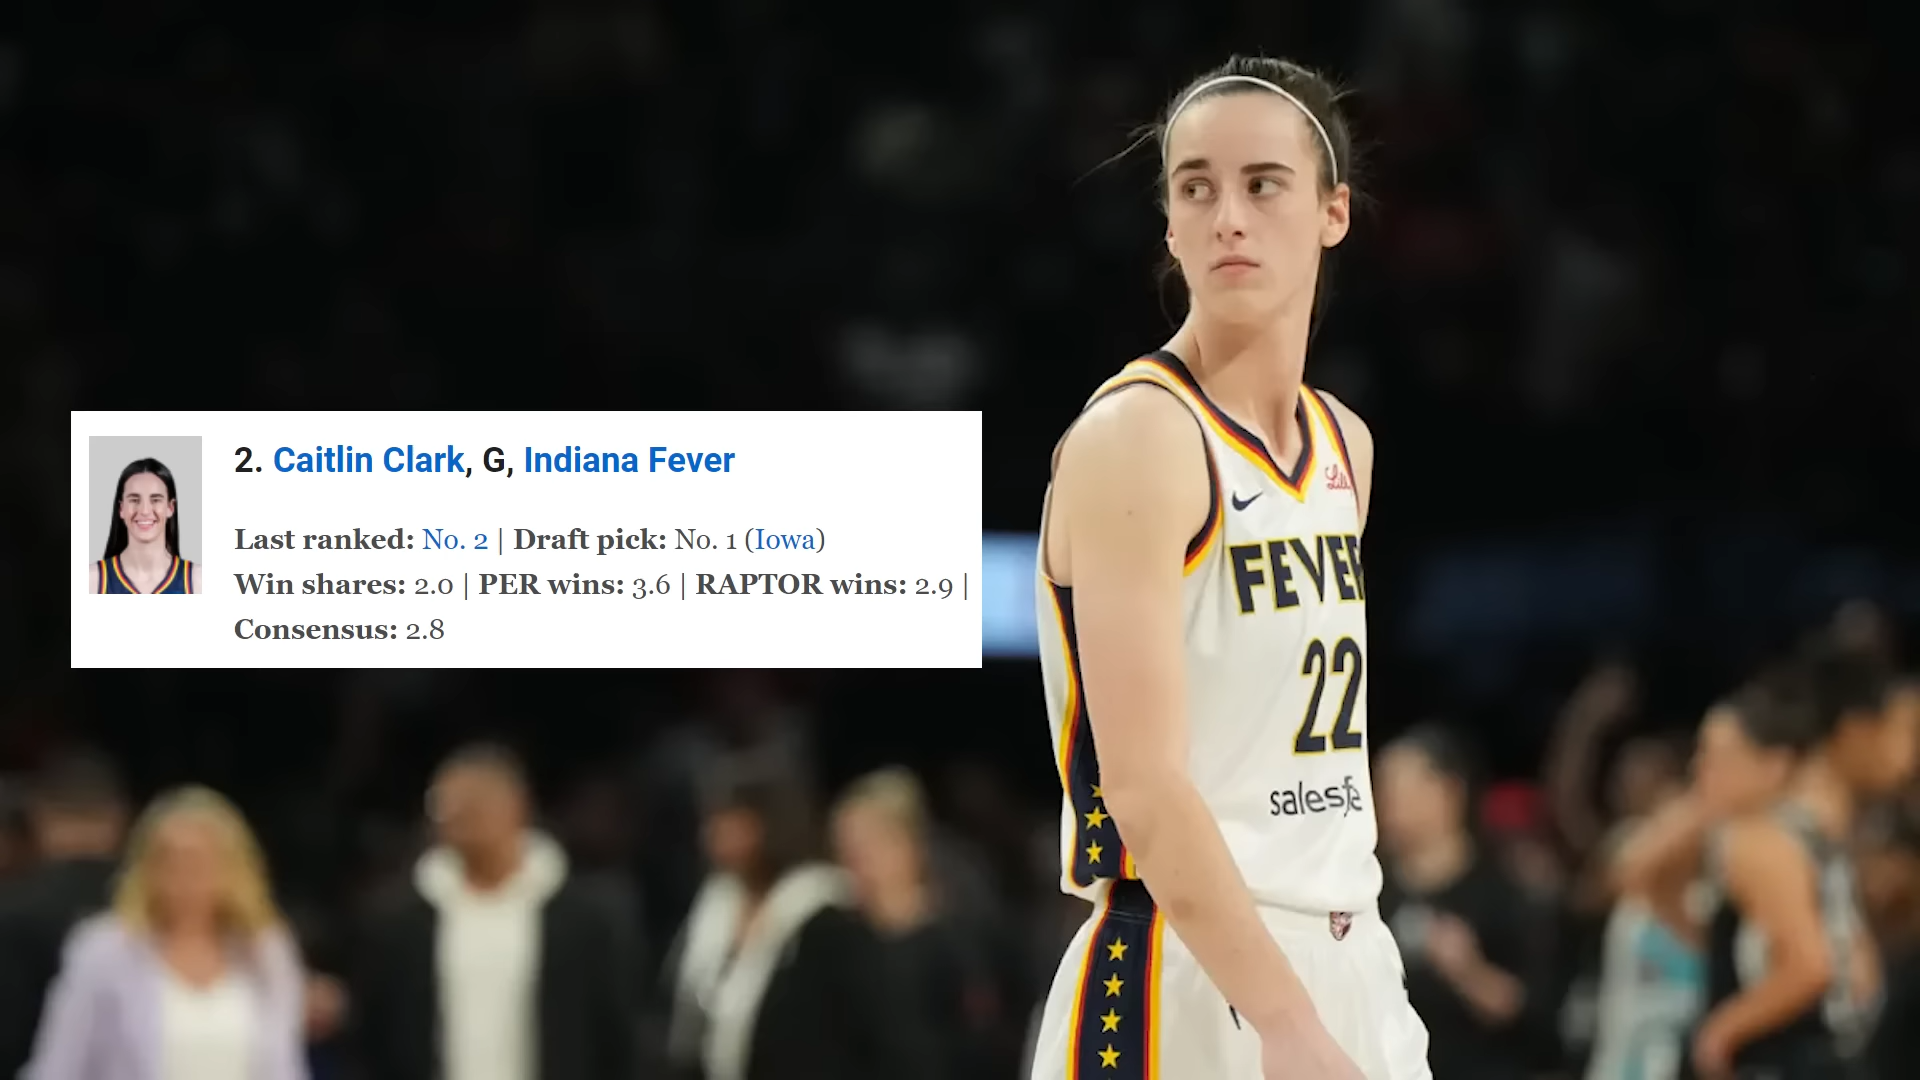 2. Caitlin Clark, G, Indiana Fever
Last ranked: No. 2 | Draft pick: No. 1 (Iowa)
Win shares: 2.0 | PER wins: 3.6 | RAPTOR wins: 2.9 |
Consensus: 2.8
Lilly
FEVER
22